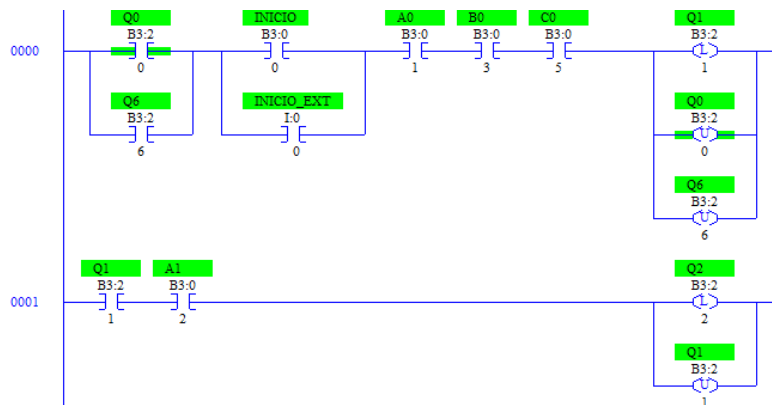 Q0 INICIO A0 B0 C0 Q1
B3:2 B3:0 B3:0 B3:0 B3:0 B3:2
0000 L
0 0 1 3 5 1
Q6 INICIO_EXT Q0
B3:2 I:0 B3:2
U
6 0 0
Q6
B3:2
U
6
Q1 A1 Q2
B3:2 B3:0 B3:2
0001 L
1 2 2
Q1
B3:2
U
1